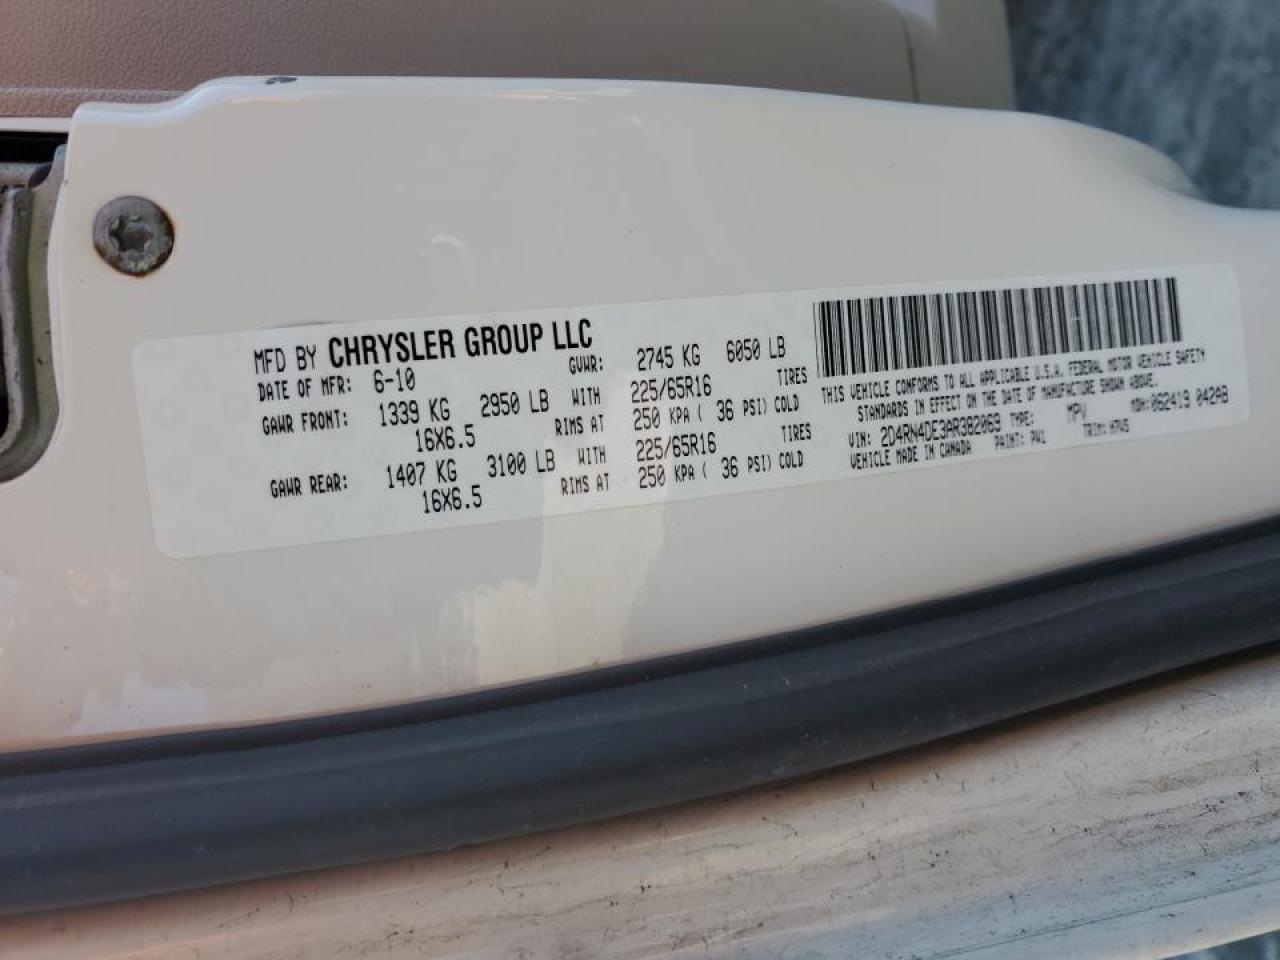 MFD BY CHRYSLER GROUP LLC
DATE OF MFR: 6-10 GVWR: 2745 KG 6050 LB
GAWR FRONT: 1339 KG 2950 LB WITH 225/65R16 TIRES
16X6.5 RIMS AT 250 KPA ( 36 PSI) COLD
GAWR REAR: 1407 KG 3100 LB WITH 225/65R16 TIRES
16X6.5 RIMS AT 250 KPA ( 36 PSI) COLD
THIS VEHICLE CONFORMS TO ALL APPLICABLE U.S.A. FEDERAL MOTOR VEHICLE SAFETY
STANDARDS IN EFFECT ON THE DATE OF MANUFACTURE SHOWN ABOVE.
VIN: 2D4RN4DE3AR382069 TYPE: MPV MDH:062419 042AB
VEHICLE MADE IN CANADA PAINT: PW1 TRIM: